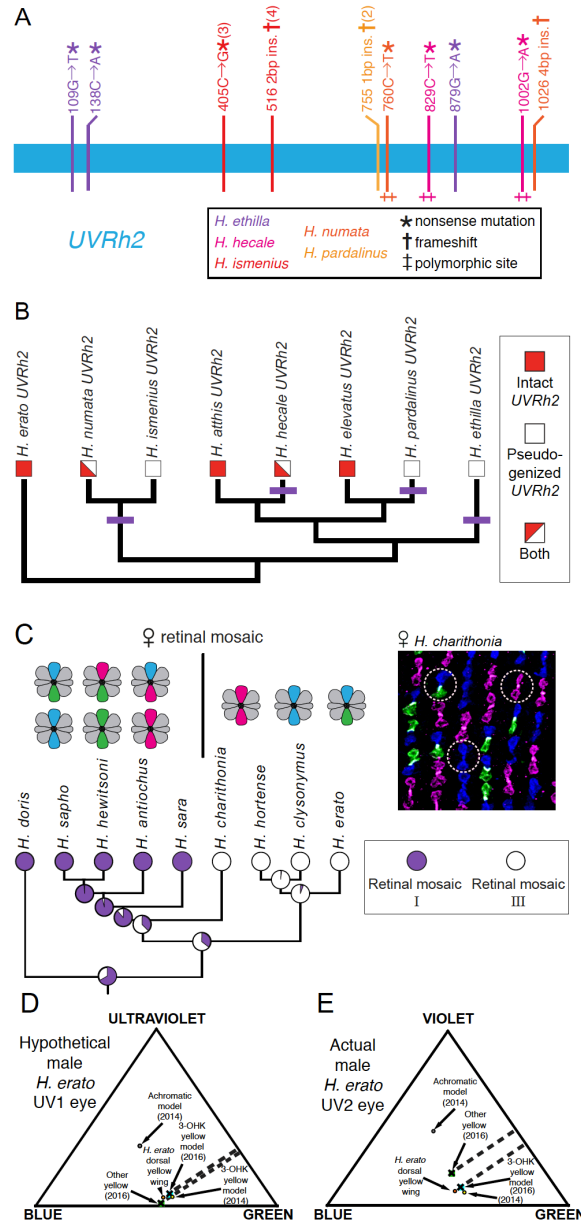 A
109G→T*
138C→A*
405C→G*(3)
516 2bp ins.†(4)
755 1bp ins.†(2)
760C→T*
829C→T*
879G→A*
1002G→A*
1026 4bp ins.†
‡
‡
‡
UVRh2
H. ethilla
H. hecale
H. ismenius
H. numata
H. pardalinus
* nonsense mutation
† frameshift
‡ polymorphic site
B
H. erato UVRh2
H. numata UVRh2
H. ismenius UVRh2
H. atthis UVRh2
H. hecale UVRh2
H. elevatus UVRh2
H. pardalinus UVRh2
H. ethilla UVRh2
Intact
UVRh2
Pseudo-
genized
UVRh2
Both
C
♀ retinal mosaic
♀ H. charithonia
H. doris
H. sapho
H. hewitsoni
H. antiochus
H. sara
H. charithonia
H. hortense
H. clysonymus
H. erato
Retinal mosaic
I
Retinal mosaic
III
D
ULTRAVIOLET
Hypothetical
male
H. erato
UV1 eye
Achromatic
model
(2014)
3-OHK
yellow
model
(2016)
H. erato
dorsal
yellow
wing
Other
yellow
(2016)
3-OHK
yellow
model
(2014)
BLUE
GREEN
E
VIOLET
Actual
male
H. erato
UV2 eye
Achromatic model
(2014)
Other
yellow
(2016)
H. erato
dorsal
yellow
wing
3-OHK
yellow
model
(2016)
(2014)
BLUE
GREEN